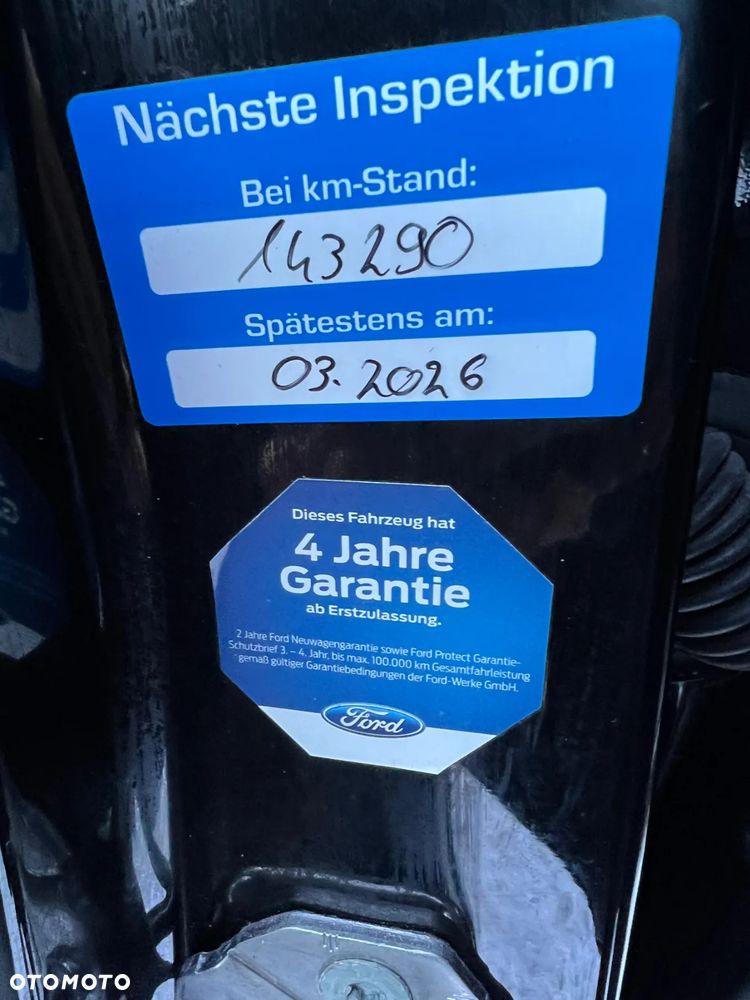 Nächste Inspektion
Bei km-Stand:
143290
Spätestens am:
03.2026
Dieses Fahrzeug hat
4 Jahre
Garantie
ab Erstzulassung.
2 Jahre Ford Neuwagengarantie sowie Ford Protect Garantie-
Schutzbrief 3. – 4. Jahr, bis max. 100.000 km Gesamtfahrleistung
gemäß gültiger Garantiebedingungen der Ford-Werke GmbH.
Ford
OTOMOTO